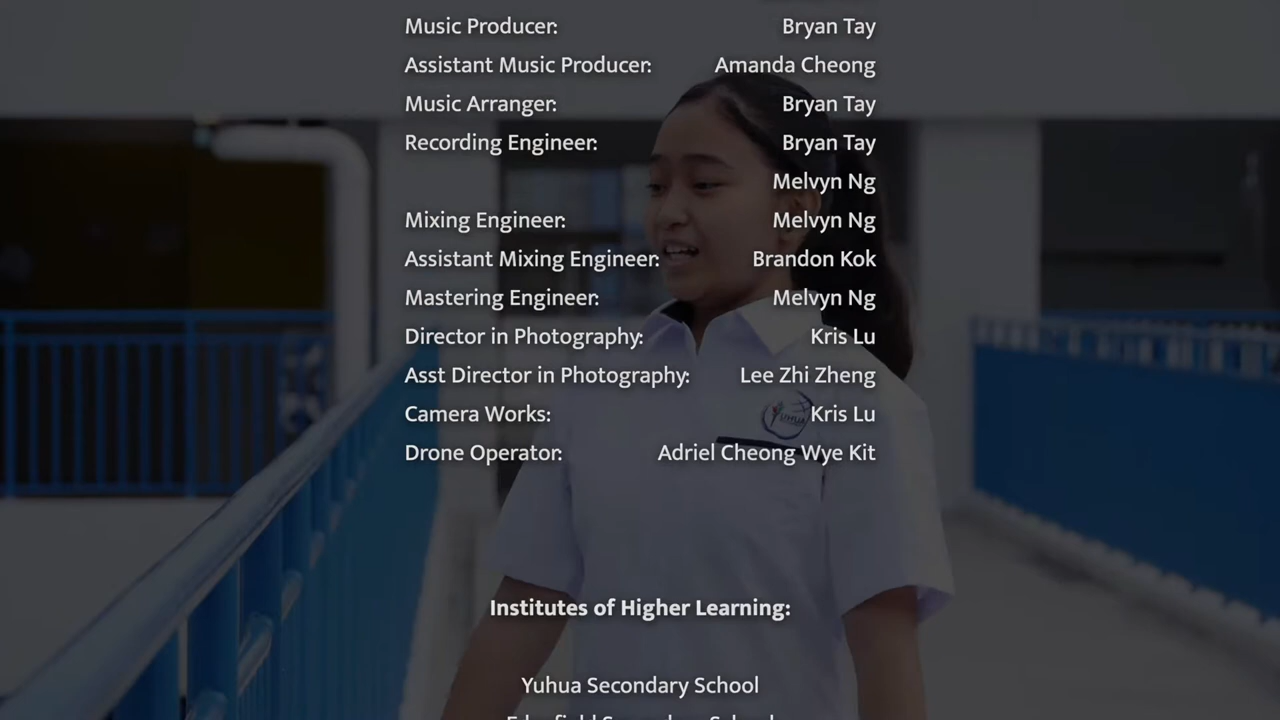 Music Producer: Bryan Tay
Assistant Music Producer: Amanda Cheong
Music Arranger: Bryan Tay
Recording Engineer: Bryan Tay
Melvyn Ng
Mixing Engineer: Melvyn Ng
Assistant Mixing Engineer: Brandon Kok
Mastering Engineer: Melvyn Ng
Director in Photography: Kris Lu
Asst Director in Photography: Lee Zhi Zheng
Camera Works: Kris Lu
YUHUA
Drone Operator: Adriel Cheong Wye Kit
Institutes of Higher Learning:
Yuhua Secondary School